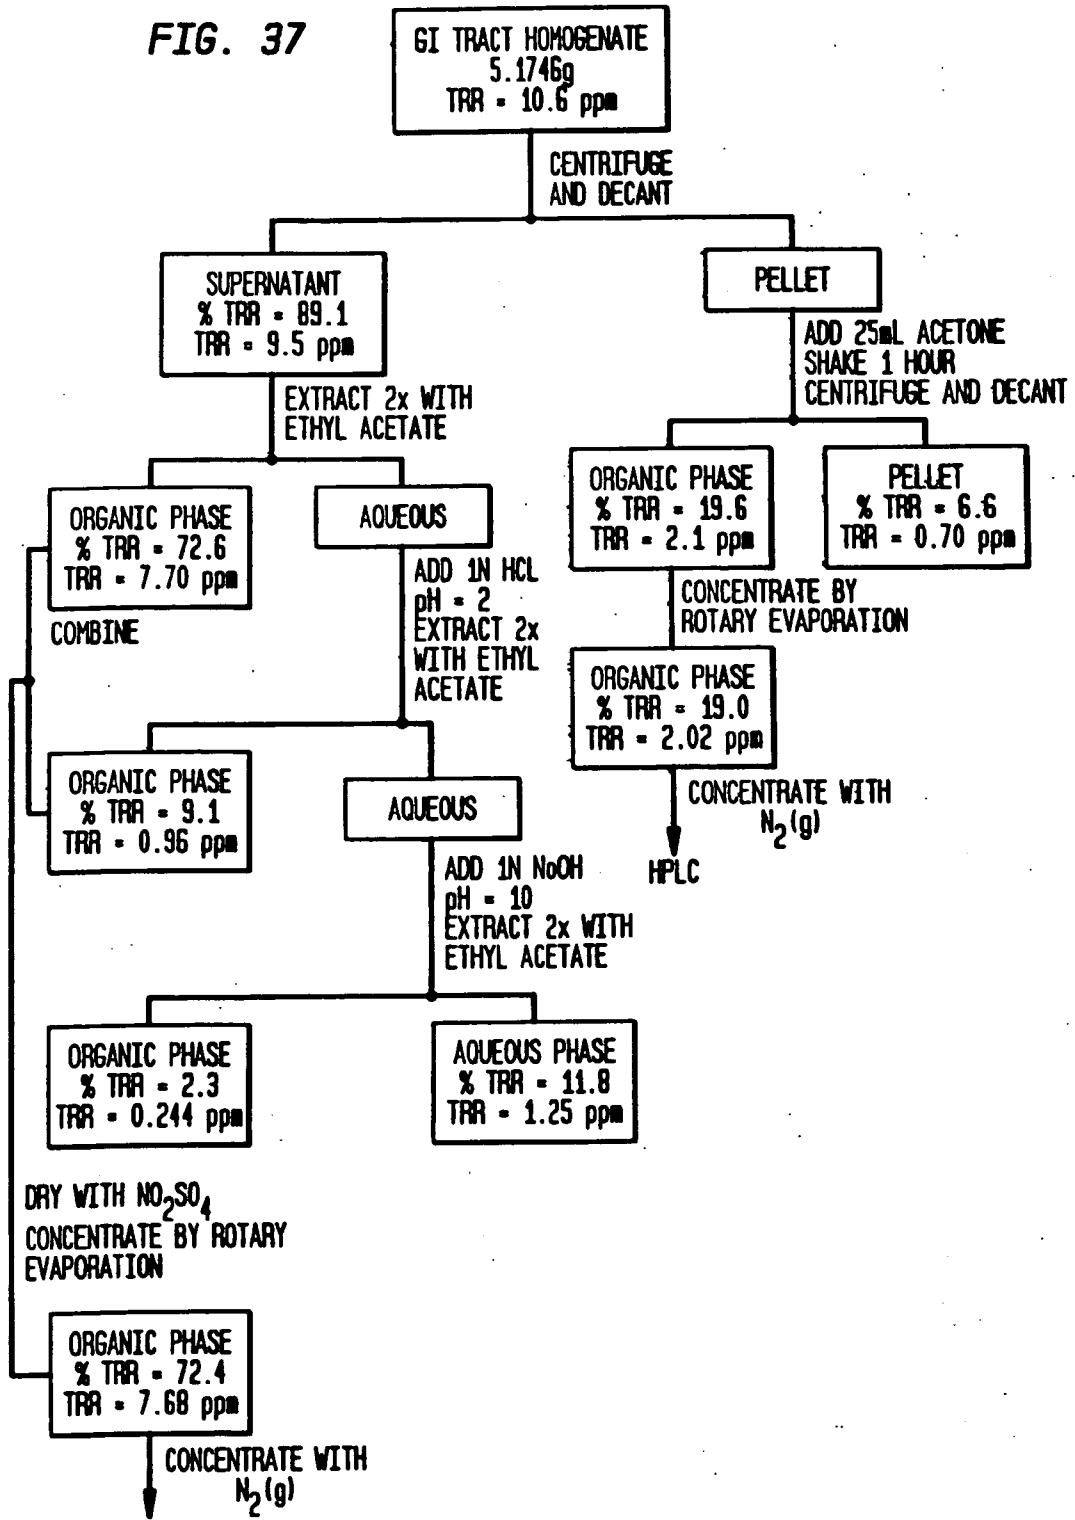 FIG. 37
GI TRACT HOMOGENATE
5.1746g
TRR = 10.6 ppm
CENTRIFUGE
AND DECANT
SUPERNATANT
% TRR = 89.1
TRR = 9.5 ppm
PELLET
ADD 25mL ACETONE
SHAKE 1 HOUR
CENTRIFUGE AND DECANT
EXTRACT 2x WITH
ETHYL ACETATE
ORGANIC PHASE
% TRR = 72.6
TRR = 7.70 ppm
COMBINE
AQUEOUS
ADD 1N HCL
pH = 2
EXTRACT 2x
WITH ETHYL
ACETATE
ORGANIC PHASE
% TRR = 19.6
TRR = 2.1 ppm
PELLET
% TRR = 6.6
TRR = 0.70 ppm
CONCENTRATE BY
ROTARY EVAPORATION
ORGANIC PHASE
% TRR = 19.0
TRR = 2.02 ppm
CONCENTRATE WITH
N2(g)
HPLC
ORGANIC PHASE
% TRR = 9.1
TRR = 0.96 ppm
AQUEOUS
ADD 1N NoOH
pH = 10
EXTRACT 2x WITH
ETHYL ACETATE
ORGANIC PHASE
% TRR = 2.3
TRR = 0.244 ppm
AQUEOUS PHASE
% TRR = 11.8
TRR = 1.25 ppm
DRY WITH NO2SO4
CONCENTRATE BY ROTARY
EVAPORATION
ORGANIC PHASE
% TRR = 72.4
TRR = 7.68 ppm
CONCENTRATE WITH
N2(g)